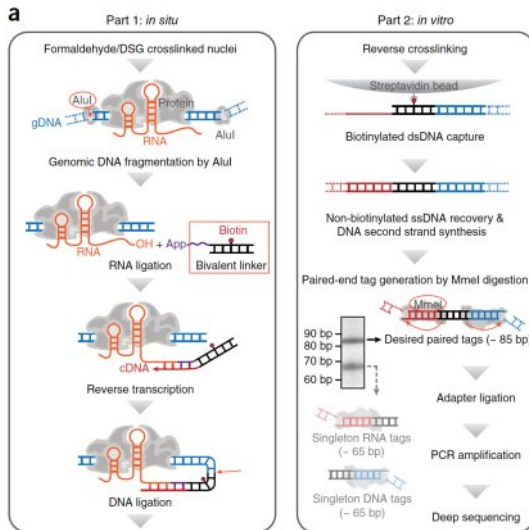 a
Part 1: in situ
Formaldehyde/DSG crosslinked nuclei
AluI
Protein
gDNA
RNA
AluI
Genomic DNA fragmentation by AluI
RNA
OH + App
Biotin
Bivalent linker
RNA ligation
cDNA
Reverse transcription
DNA ligation
Part 2: in vitro
Reverse crosslinking
Streptavidin bead
Biotinylated dsDNA capture
Non-biotinylated ssDNA recovery &
DNA second strand synthesis
Paired-end tag generation by MmeI digestion
MmeI
90 bp
80 bp
70 bp
60 bp
Desired paired tags (~ 85 bp)
Adapter ligation
Singleton RNA tags
(~ 65 bp)
PCR amplification
Singleton DNA tags
(~ 65 bp)
Deep sequencing